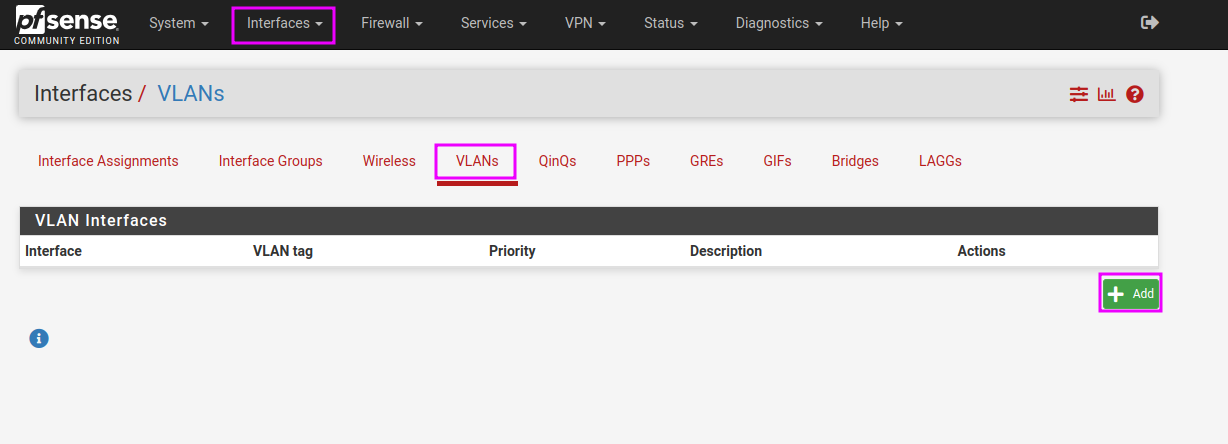 pfsense
COMMUNITY EDITION
System Interfaces Firewall Services VPN Status Diagnostics Help
Interfaces / VLANs
Interface Assignments Interface Groups Wireless VLANs QinQs PPPs GREs GIFs Bridges LAGGs
VLAN Interfaces
Interface VLAN tag Priority Description Actions
Add